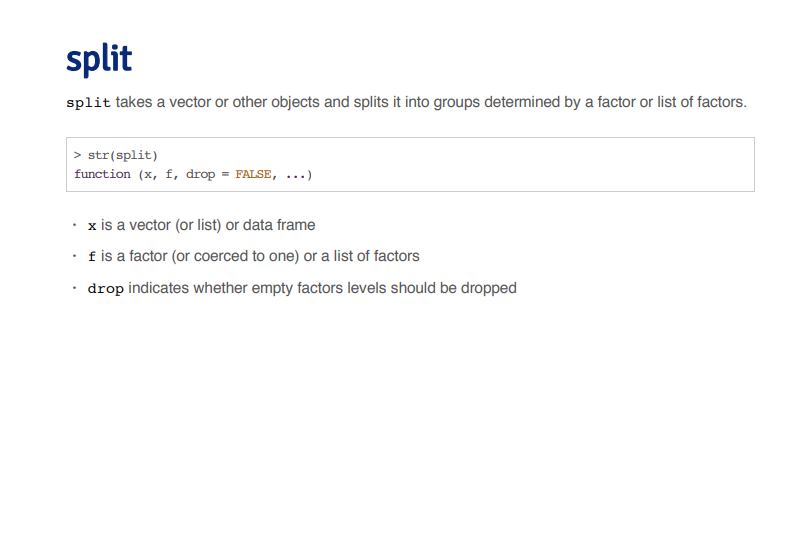 split
split takes a vector or other objects and splits it into groups determined by a factor or list of factors.
> str(split)
function (x, f, drop = FALSE, ...)
· x is a vector (or list) or data frame
· f is a factor (or coerced to one) or a list of factors
· drop indicates whether empty factors levels should be dropped